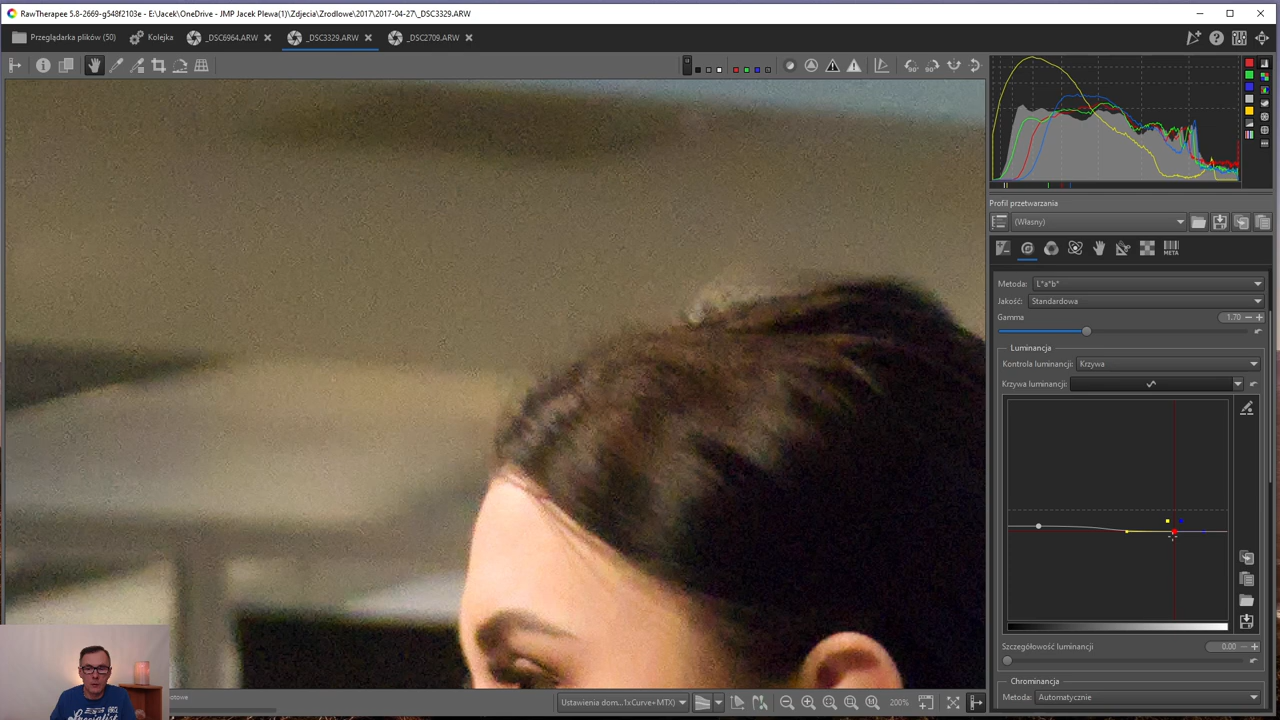 RawTherapee 5.8-2669-g548f2103e - E:\Jacek\OneDrive - JMP Jacek Plewa(1)\Zdjecia\Zrodlowe\2017\2017-04-27\_DSC3329.ARW
Przeglądarka plików (50)
Kolejka
_DSC6964.ARW
_DSC3329.ARW
_DSC2709.ARW
Profil przetwarzania
(Własny)
META
Metoda:
L*a*b*
Jakość:
Standardowa
Gamma
1.70
Luminancja
Kontrola luminancji:
Krzywa
Krzywa luminancji:
Szczegółowość luminancji
0.00
Chrominancja
Metoda:
Automatycznie
otowe
Ustawienia dom...1xCurve+MTX)
200%